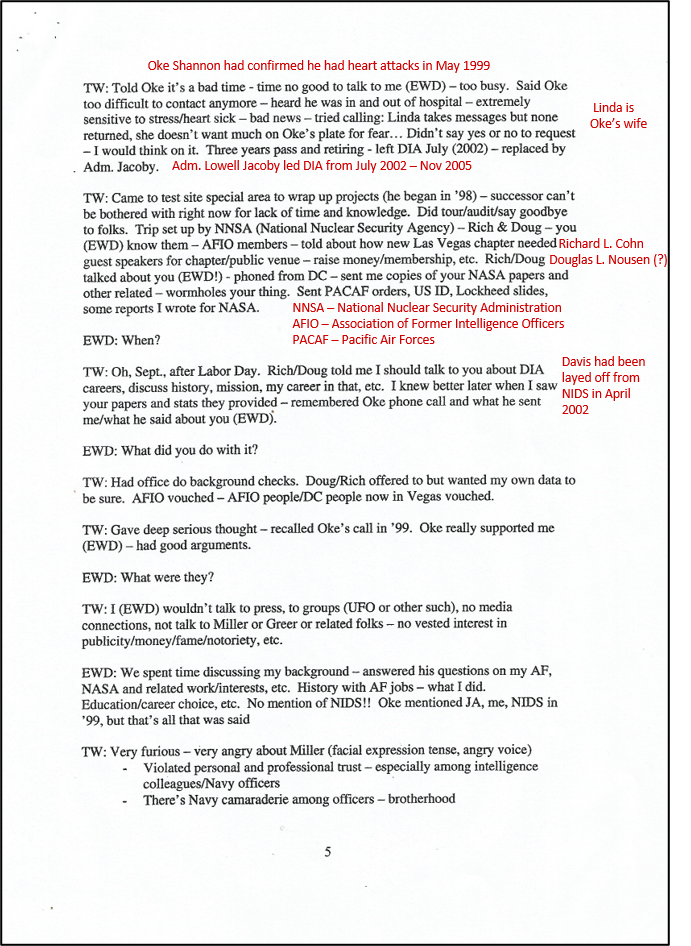 Oke Shannon had confirmed he had heart attacks in May 1999
TW: Told Oke it's a bad time - time no good to talk to me (EWD) – too busy. Said Oke
too difficult to contact anymore – heard he was in and out of hospital – extremely
sensitive to stress/heart sick – bad news – tried calling: Linda takes messages but none
returned, she doesn't want much on Oke's plate for fear… Didn't say yes or no to request
– I would think on it. Three years pass and retiring - left DIA July (2002) – replaced by
Adm. Jacoby. Adm. Lowell Jacoby led DIA from July 2002 – Nov 2005
Linda is
Oke's wife
TW: Came to test site special area to wrap up projects (he began in '98) – successor can't
be bothered with right now for lack of time and knowledge. Did tour/audit/say goodbye
to folks. Trip set up by NNSA (National Nuclear Security Agency) – Rich & Doug – you
(EWD) know them – AFIO members – told about how new Las Vegas chapter needed Richard L. Cohn
guest speakers for chapter/public venue – raise money/membership, etc. Rich/Doug Douglas L. Nousen (?)
talked about you (EWD!) - phoned from DC – sent me copies of your NASA papers and
other related – wormholes your thing. Sent PACAF orders, US ID, Lockheed slides,
some reports I wrote for NASA. NNSA – National Nuclear Security Administration
AFIO – Association of Former Intelligence Officers
EWD: When? PACAF – Pacific Air Forces
TW: Oh, Sept., after Labor Day. Rich/Doug told me I should talk to you about DIA
careers, discuss history, mission, my career in that, etc. I knew better later when I saw
your papers and stats they provided – remembered Oke phone call and what he sent
me/what he said about you (EWD).
Davis had been
layed off from
NIDS in April
2002
EWD: What did you do with it?
TW: Had office do background checks. Doug/Rich offered to but wanted my own data to
be sure. AFIO vouched – AFIO people/DC people now in Vegas vouched.
TW: Gave deep serious thought – recalled Oke's call in '99. Oke really supported me
(EWD) – had good arguments.
EWD: What were they?
TW: I (EWD) wouldn't talk to press, to groups (UFO or other such), no media
connections, not talk to Miller or Greer or related folks – no vested interest in
publicity/money/fame/notoriety, etc.
EWD: We spent time discussing my background – answered his questions on my AF,
NASA and related work/interests, etc. History with AF jobs – what I did.
Education/career choice, etc. No mention of NIDS!! Oke mentioned JA, me, NIDS in
'99, but that's all that was said
TW: Very furious – very angry about Miller (facial expression tense, angry voice)
- Violated personal and professional trust – especially among intelligence
colleagues/Navy officers
- There's Navy camaraderie among officers – brotherhood
5